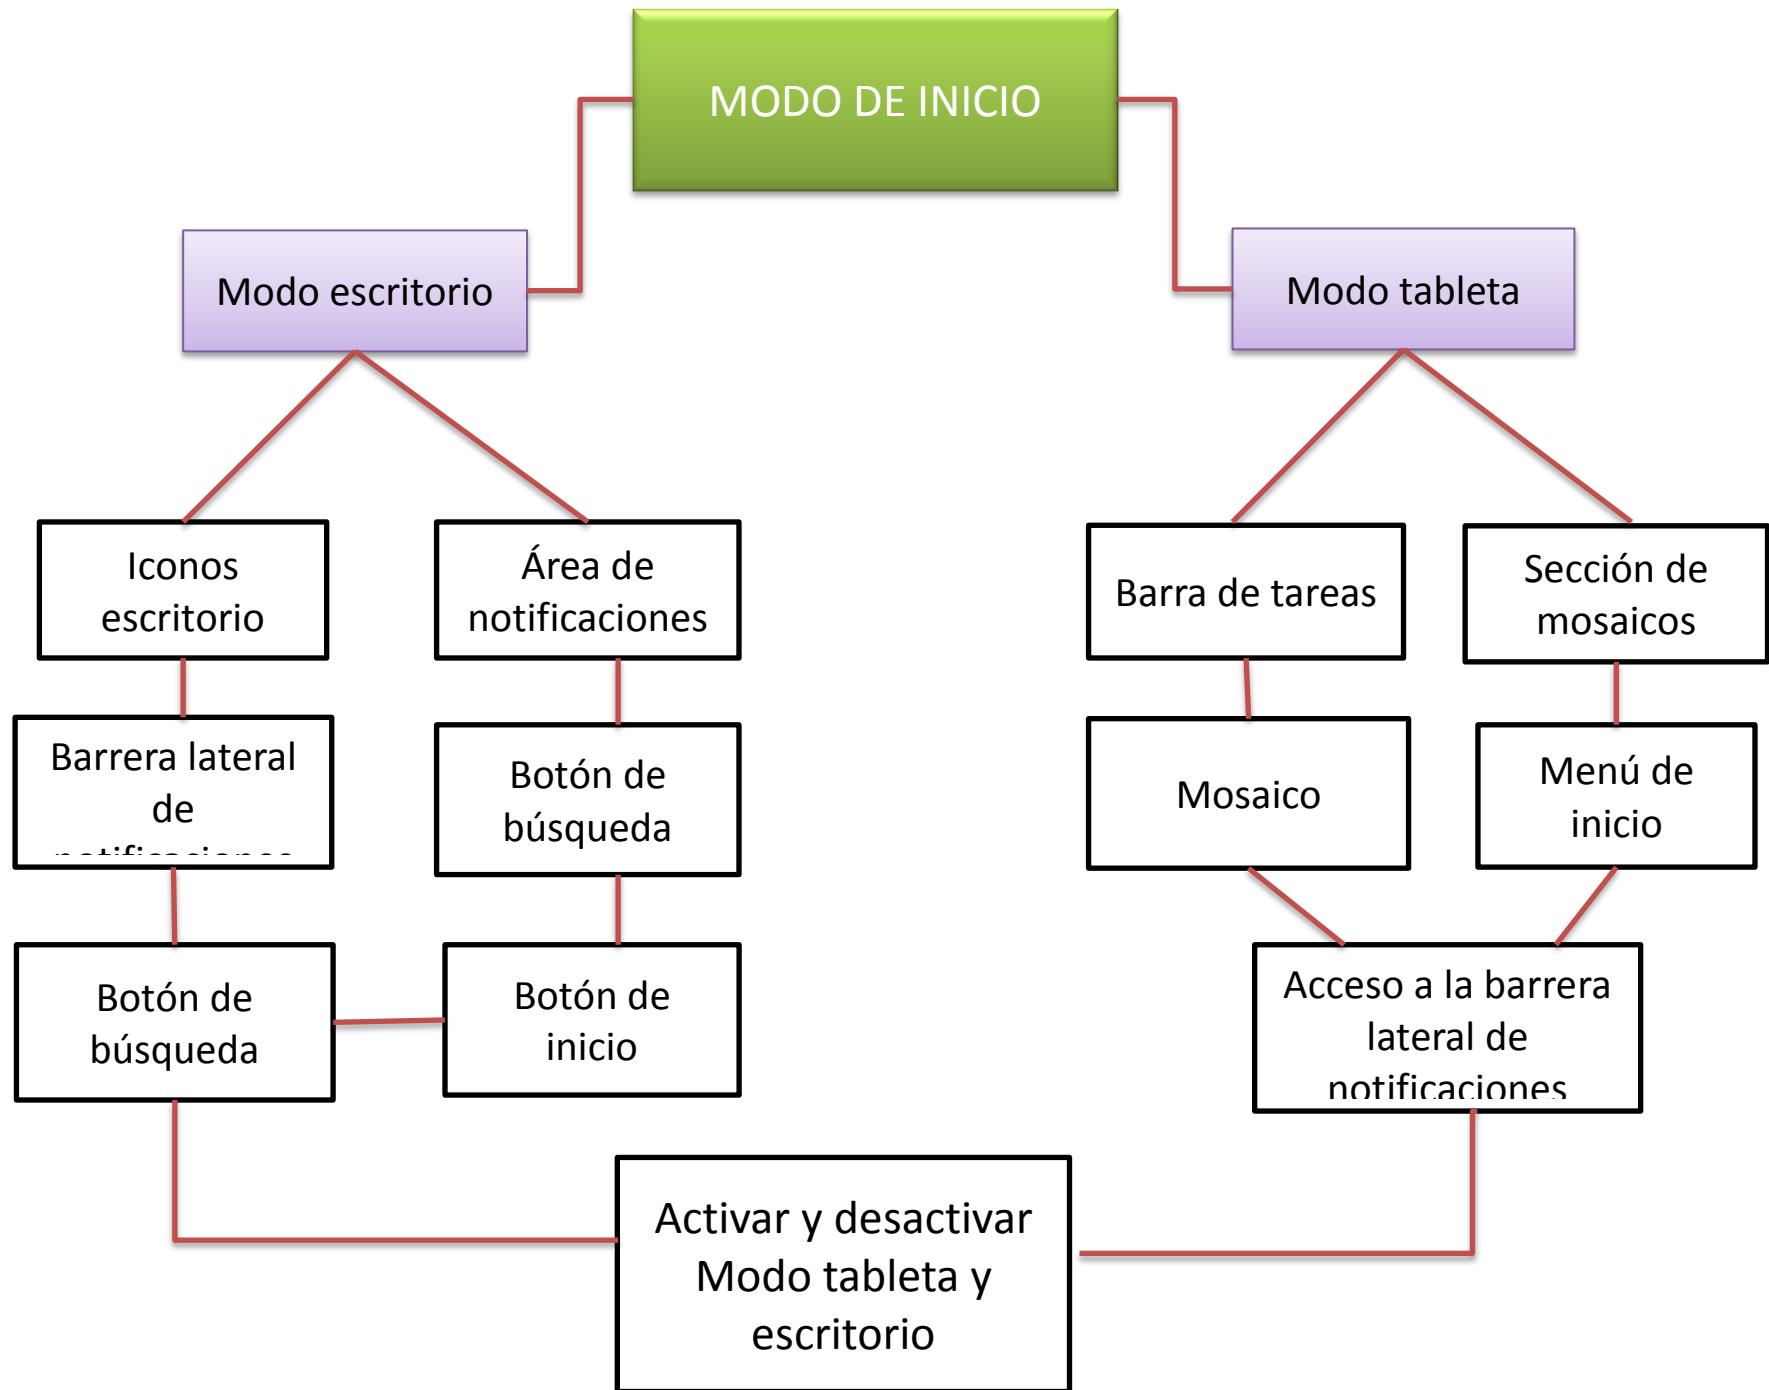 MODO DE INICIO
Modo escritorio
Modo tableta
Iconos
escritorio
Área de
notificaciones
Barra de tareas
Sección de
mosaicos
Barrera lateral
de
notificaciones
Botón de
búsqueda
Mosaico
Menú de
inicio
Botón de
búsqueda
Botón de
inicio
Acceso a la barrera
lateral de
notificaciones
Activar y desactivar
Modo tableta y
escritorio